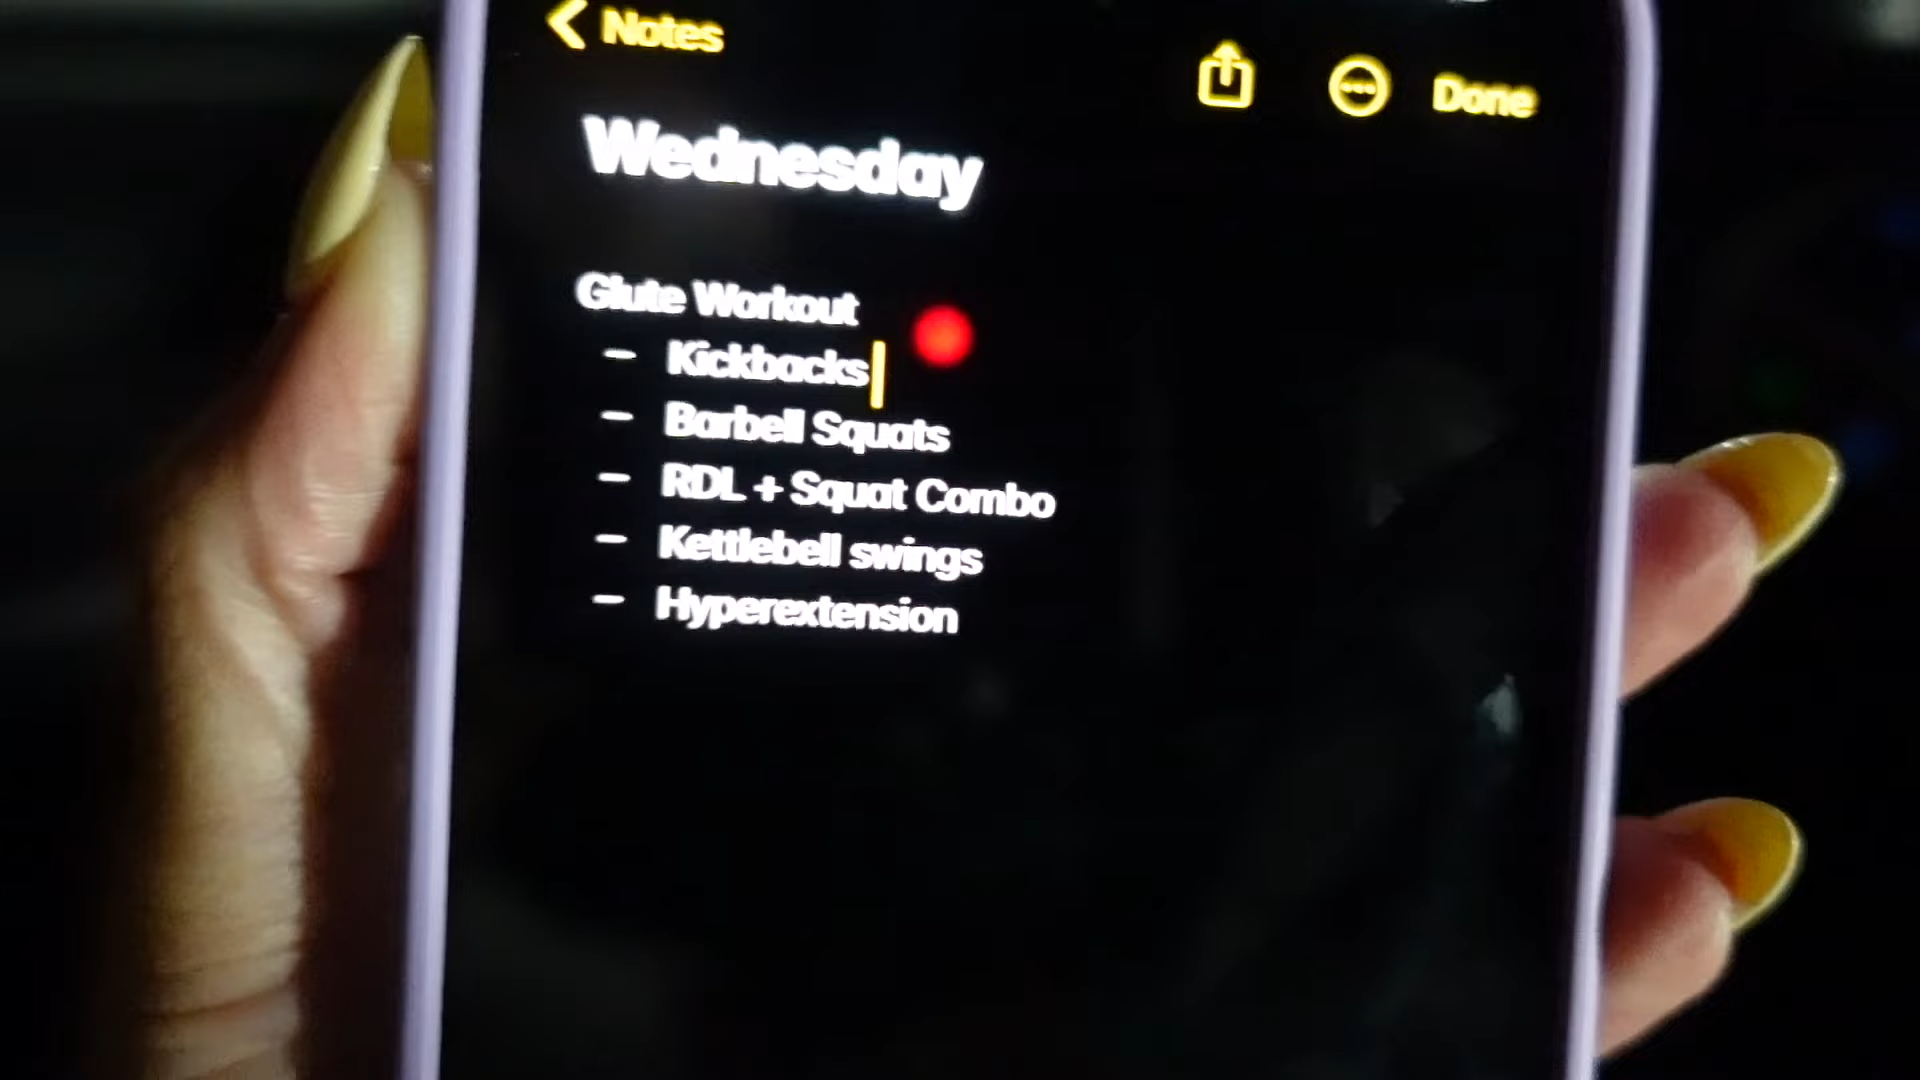 Notes
Done
Wednesday
Glute Workout
– Kickbacks
– Barbell Squats
– RDL + Squat Combo
– Kettlebell swings
– Hyperextension